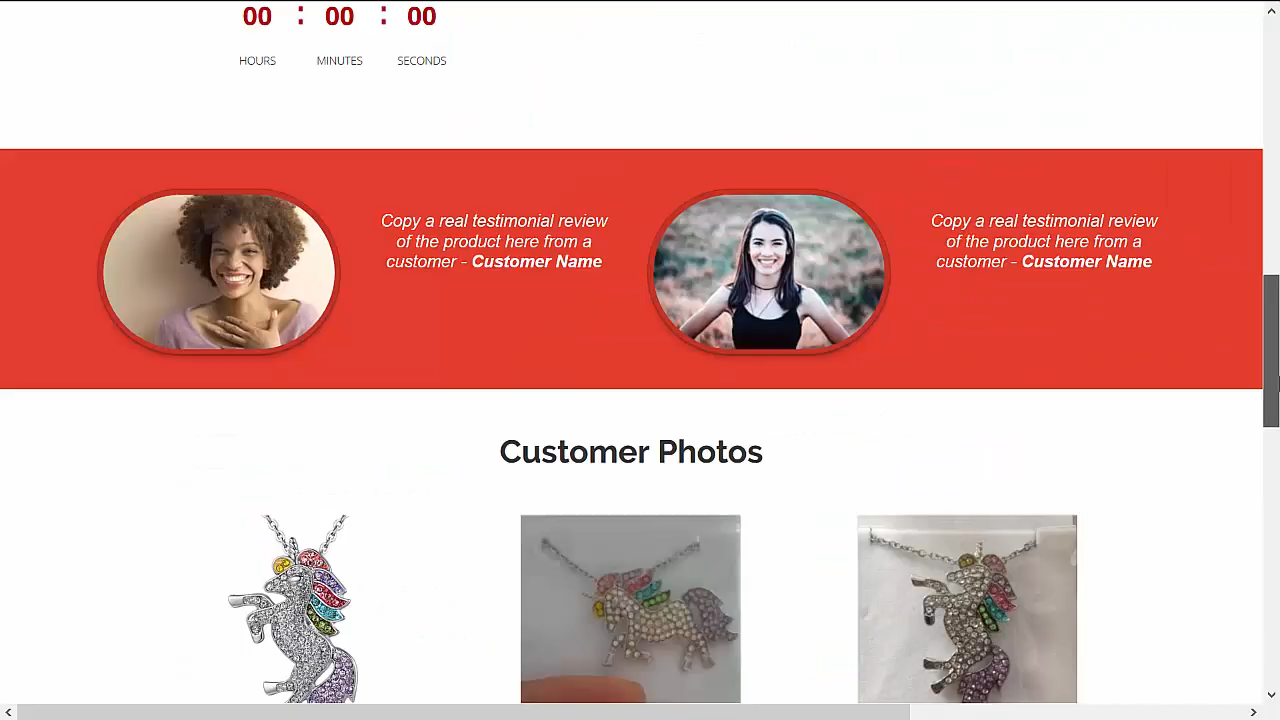 00 : 00 : 00
HOURS MINUTES SECONDS
Copy a real testimonial review
of the product here from a
customer - Customer Name
Copy a real testimonial review
of the product here from a
customer - Customer Name
Customer Photos